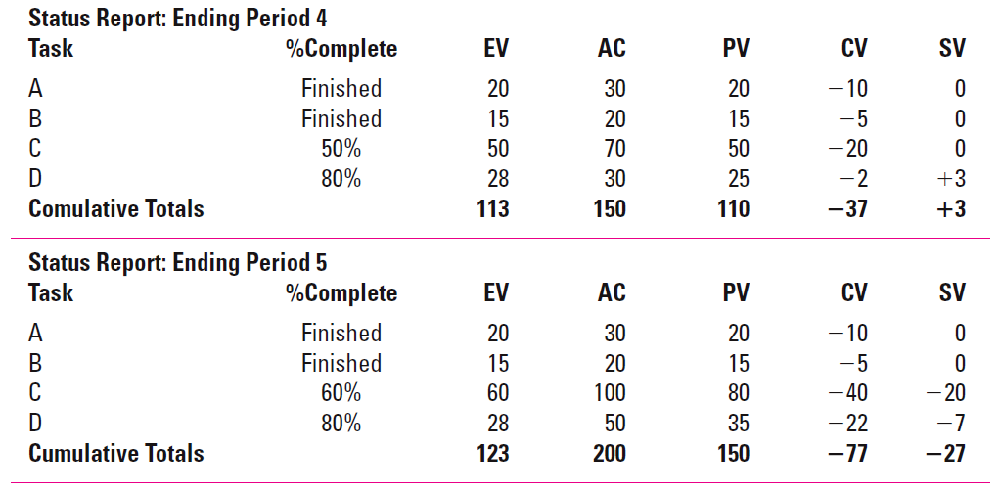 Status Report: Ending Period 4
Task %Complete EV AC PV CV SV
A Finished 20 30 20 −10 0
B Finished 15 20 15 −5 0
C 50% 50 70 50 −20 0
D 80% 28 30 25 −2 +3
Comulative Totals 113 150 110 −37 +3
Status Report: Ending Period 5
Task %Complete EV AC PV CV SV
A Finished 20 30 20 −10 0
B Finished 15 20 15 −5 0
C 60% 60 100 80 −40 −20
D 80% 28 50 35 −22 −7
Cumulative Totals 123 200 150 −77 −27